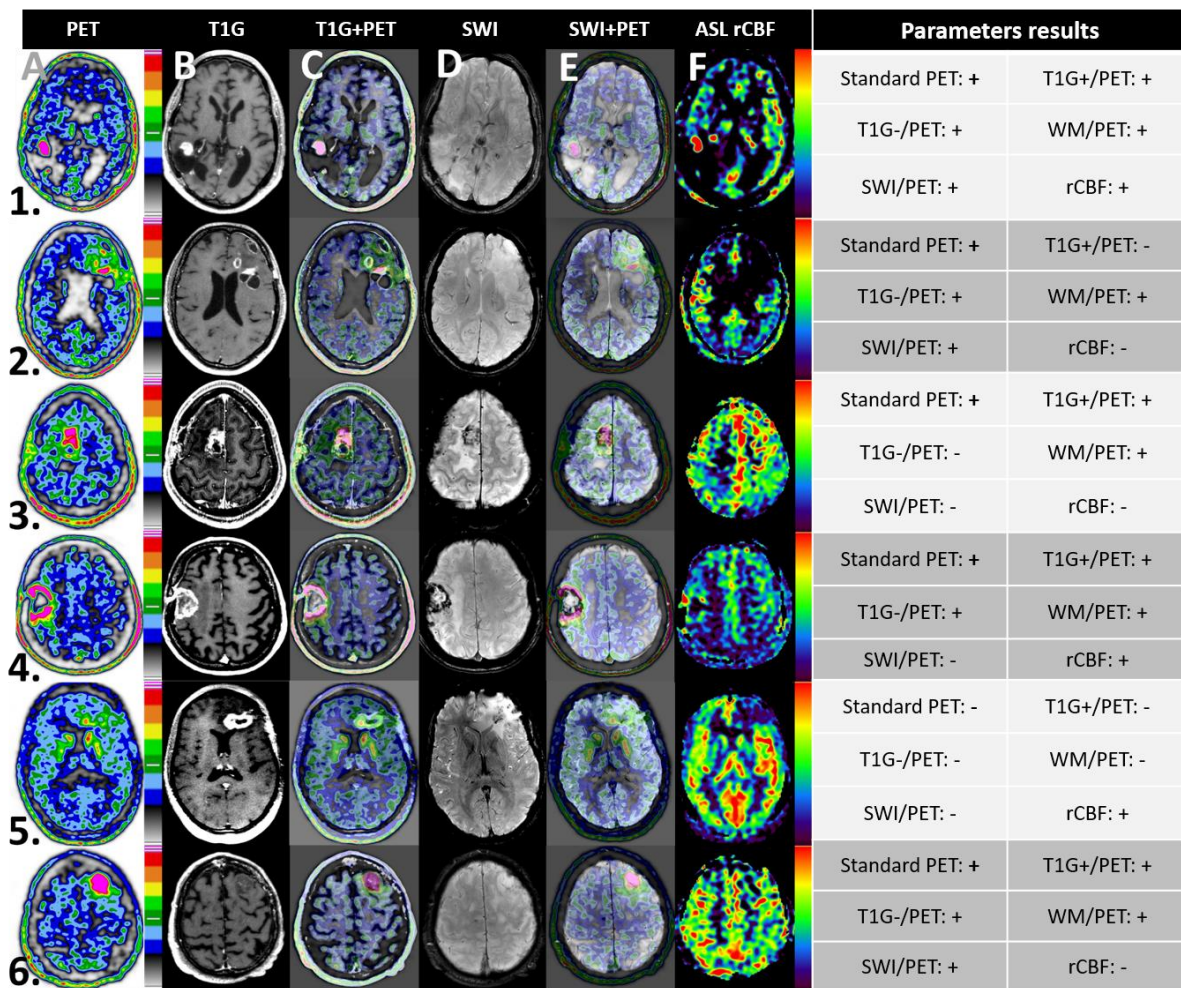 PET T1G T1G+PET SWI SWI+PET ASL rCBF Parameters results
A B C D E F
1.
Standard PET: + T1G+/PET: +
T1G-/PET: + WM/PET: +
SWI/PET: + rCBF: +
2.
Standard PET: + T1G+/PET: -
T1G-/PET: + WM/PET: +
SWI/PET: + rCBF: -
3.
Standard PET: + T1G+/PET: +
T1G-/PET: - WM/PET: +
SWI/PET: - rCBF: -
4.
Standard PET: + T1G+/PET: +
T1G-/PET: + WM/PET: +
SWI/PET: - rCBF: +
5.
Standard PET: - T1G+/PET: -
T1G-/PET: - WM/PET: -
SWI/PET: - rCBF: +
6.
Standard PET: + T1G+/PET: +
T1G-/PET: + WM/PET: +
SWI/PET: + rCBF: -